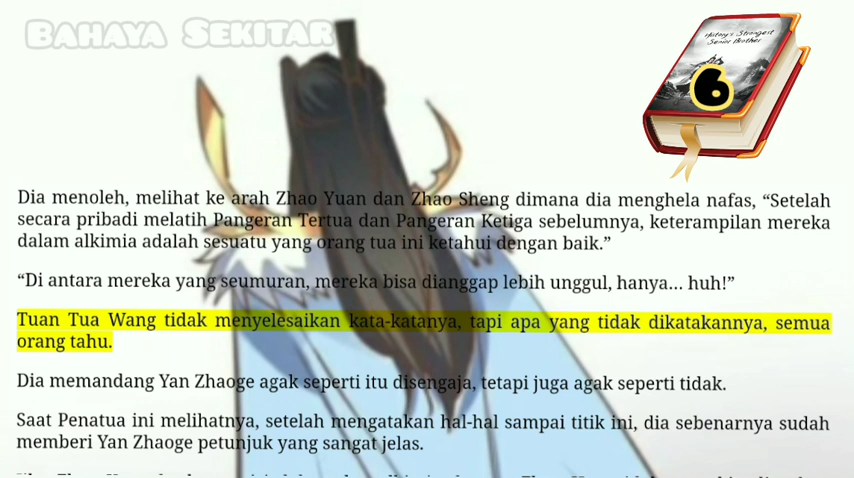 Bahaya Sekitar
History's Strongest
Senior Brother
6
Dia menoleh, melihat ke arah Zhao Yuan dan Zhao Sheng dimana dia menghela nafas, “Setelah
secara pribadi melatih Pangeran Tertua dan Pangeran Ketiga sebelumnya, keterampilan mereka
dalam alkimia adalah sesuatu yang orang tua ini ketahui dengan baik.”
“Di antara mereka yang seumuran, mereka bisa dianggap lebih unggul, hanya... huh!”
Tuan Tua Wang tidak menyelesaikan kata-katanya, tapi apa yang tidak dikatakannya, semua
orang tahu.
Dia memandang Yan Zhaoge agak seperti itu disengaja, tetapi juga agak seperti tidak.
Saat Penatua ini melihatnya, setelah mengatakan hal-hal sampai titik ini, dia sebenarnya sudah
memberi Yan Zhaoge petunjuk yang sangat jelas.